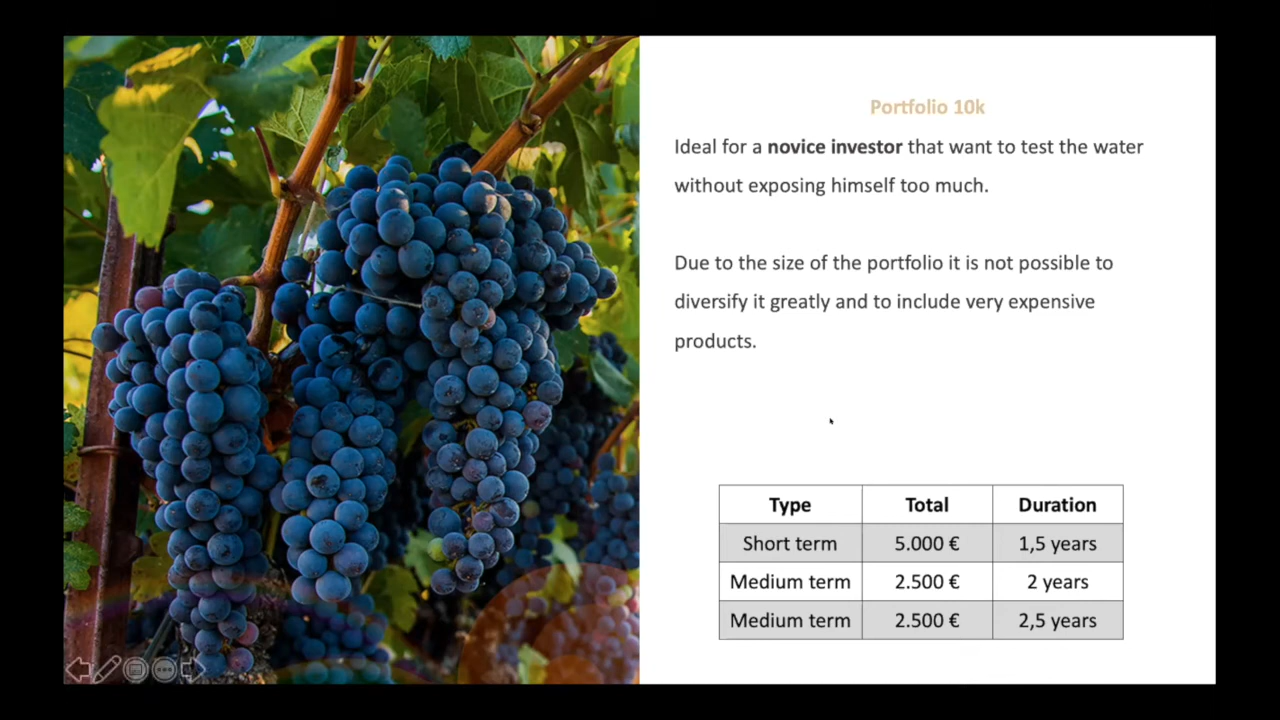 Portfolio 10k
Ideal for a novice investor that want to test the water
without exposing himself too much.
Due to the size of the portfolio it is not possible to
diversify it greatly and to include very expensive
products.
Type Total Duration
Short term 5.000 € 1,5 years
Medium term 2.500 € 2 years
Medium term 2.500 € 2,5 years